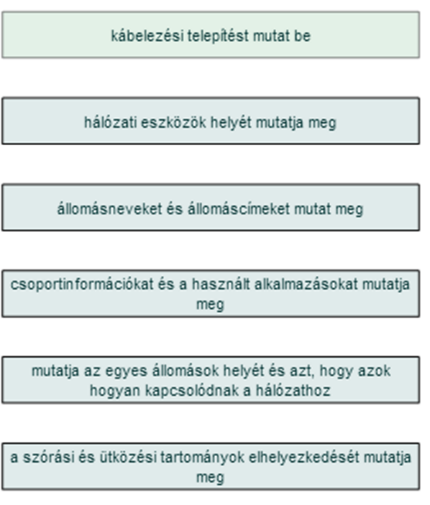 kábelezési telepítést mutat be
hálózati eszközök helyét mutatja meg
állomásneveket és állomáscímeket mutat meg
csoportinformációkat és a használt alkalmazásokat mutatja
meg
mutatja az egyes állomások helyét és azt, hogy azok
hogyan kapcsolódnak a hálózathoz
a szórási és ütközési tartományok elhelyezkedését mutatja
meg